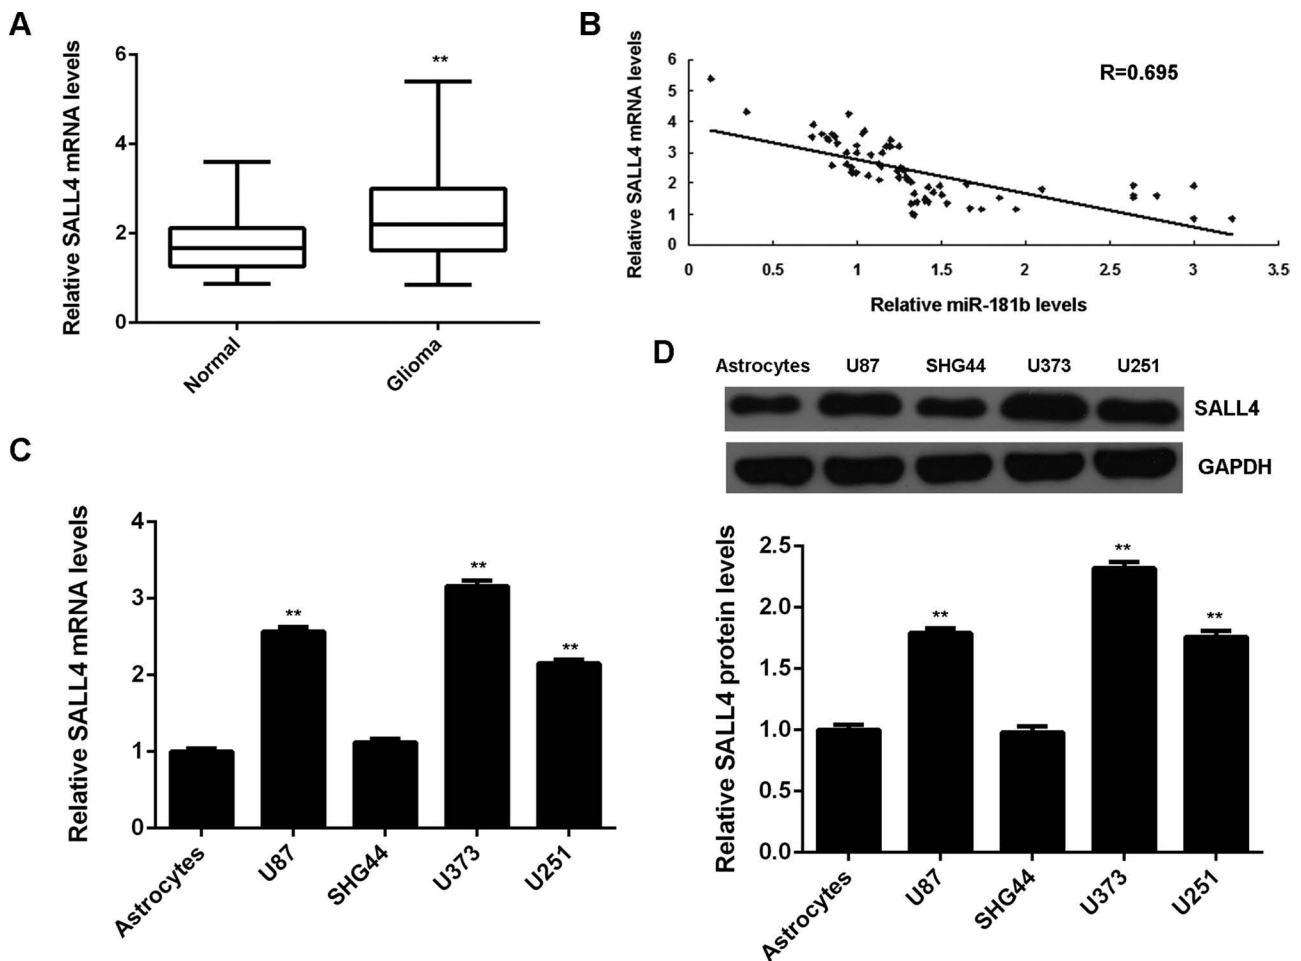 A
Relative SALL4 mRNA levels
6
4
2
0
**
Normal
Glioma
B
Relative SALL4 mRNA levels
6
5
4
3
2
1
0
R=0.695
0
0.5
1
1.5
2
2.5
3
3.5
Relative miR-181b levels
C
Relative SALL4 mRNA levels
4
3
2
1
0
**
**
**
Astrocytes
U87
SHG44
U373
U251
D
Astrocytes U87 SHG44 U373 U251
SALL4
GAPDH
Relative SALL4 protein levels
2.5
2.0
1.5
1.0
0.5
0.0
**
**
**
Astrocytes
U87
SHG44
U373
U251